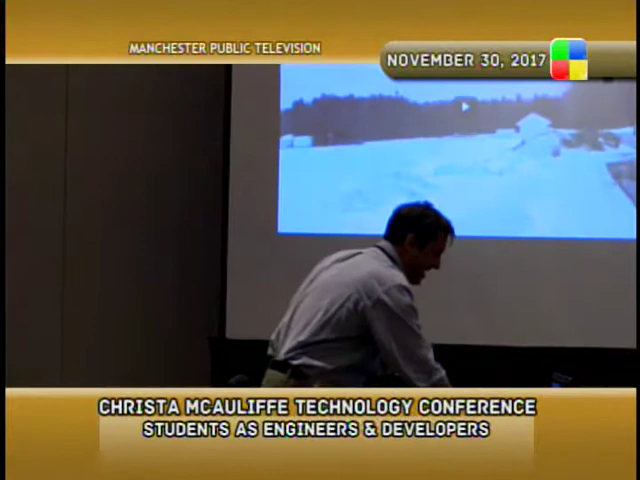 MANCHESTER PUBLIC TELEVISION
NOVEMBER 30, 2017
CHRISTA MCAULIFFE TECHNOLOGY CONFERENCE
STUDENTS AS ENGINEERS & DEVELOPERS